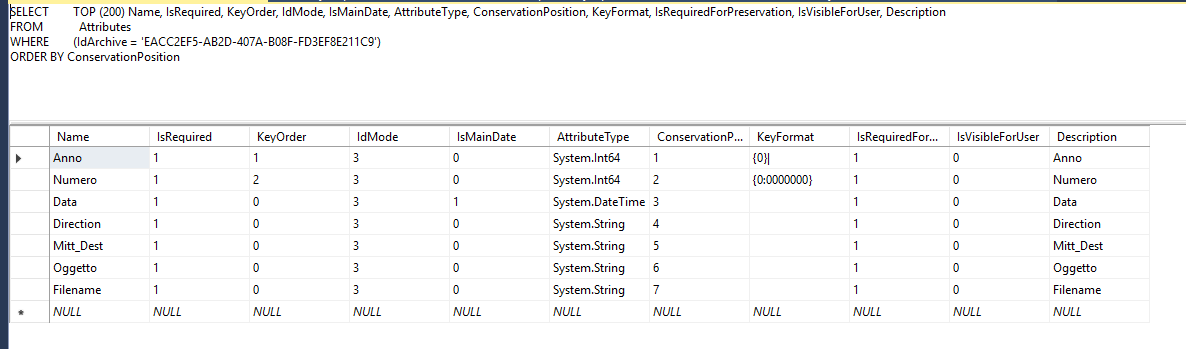 SELECT TOP (200) Name, IsRequired, KeyOrder, IdMode, IsMainDate, AttributeType, ConservationPosition, KeyFormat, IsRequiredForPreservation, IsVisibleForUser, Description
FROM Attributes
WHERE (IdArchive = 'EACC2EF5-AB2D-407A-B08F-FD3EF8E211C9')
ORDER BY ConservationPosition
Name IsRequired KeyOrder IdMode IsMainDate AttributeType ConservationP... KeyFormat IsRequiredFor... IsVisibleForUser Description
Anno 1 1 3 0 System.Int64 1 {0}| 1 0 Anno
Numero 1 2 3 0 System.Int64 2 {0:0000000} 1 0 Numero
Data 1 0 3 1 System.DateTime 3 1 0 Data
Direction 1 0 3 0 System.String 4 1 0 Direction
Mitt_Dest 1 0 3 0 System.String 5 1 0 Mitt_Dest
Oggetto 1 0 3 0 System.String 6 1 0 Oggetto
Filename 1 0 3 0 System.String 7 1 0 Filename
NULL NULL NULL NULL NULL NULL NULL NULL NULL NULL NULL